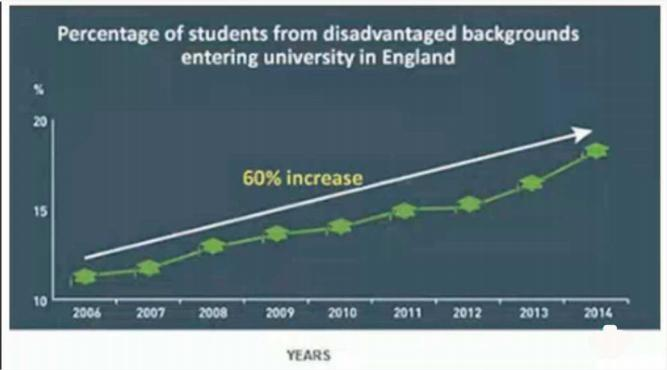 Percentage of students from disadvantaged backgrounds
entering university in England
%
20
60% increase
15
10
2006 2007 2008 2009 2010 2011 2012 2013 2014
YEARS